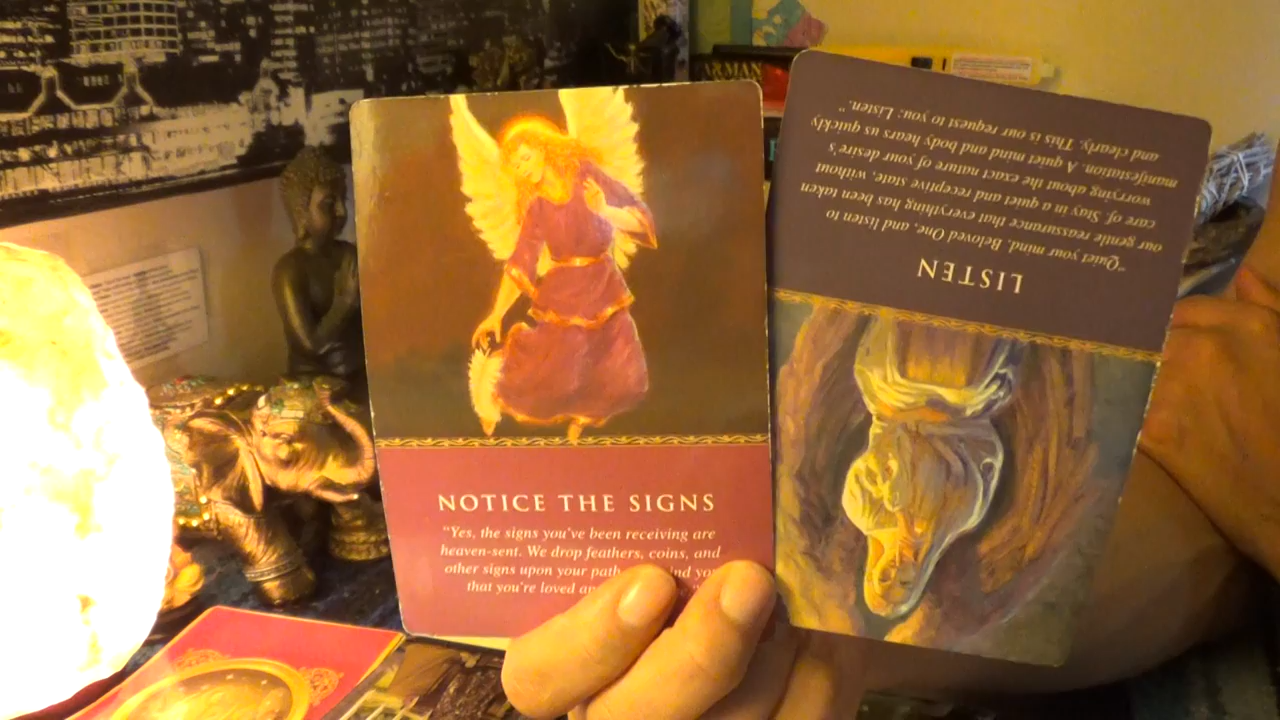 ARMAN
NOTICE THE SIGNS
"Yes, the signs you've been receiving are
heaven-sent. We drop feathers, coins, and
other signs upon your path
that you're loved
LISTEN
"Quiet your mind, Beloved One, and listen to
our gentle reassurance that everything has been taken
care of. Stay in a quiet and receptive state, without
worrying about the exact nature of your desire's
manifestation. A quiet mind and body hears us quickly
and clearly. This is our request to you: Listen."